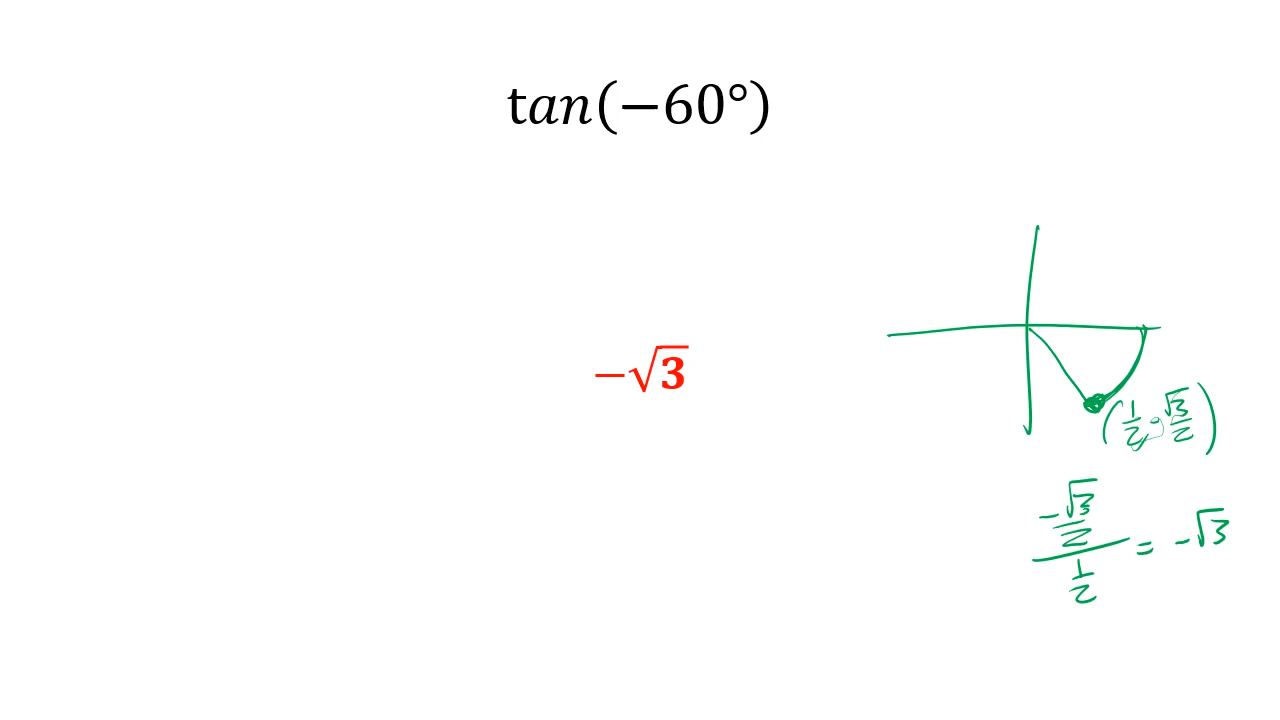 tan(−60°)
−√3
(1/2, √3/2)
(-√3/2)/(1/2) = -√3